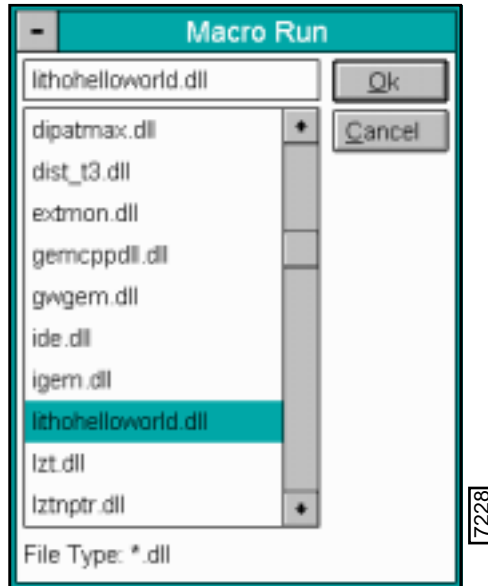 Macro Run
lithohelloworld.dll
Ok
Cancel
dipatmax.dll
dist_t3.dll
extmon.dll
gemcppdll.dll
gwgem.dll
ide.dll
igem.dll
lithohelloworld.dll
lzt.dll
lztnptr.dll
File Type: *.dll
7228